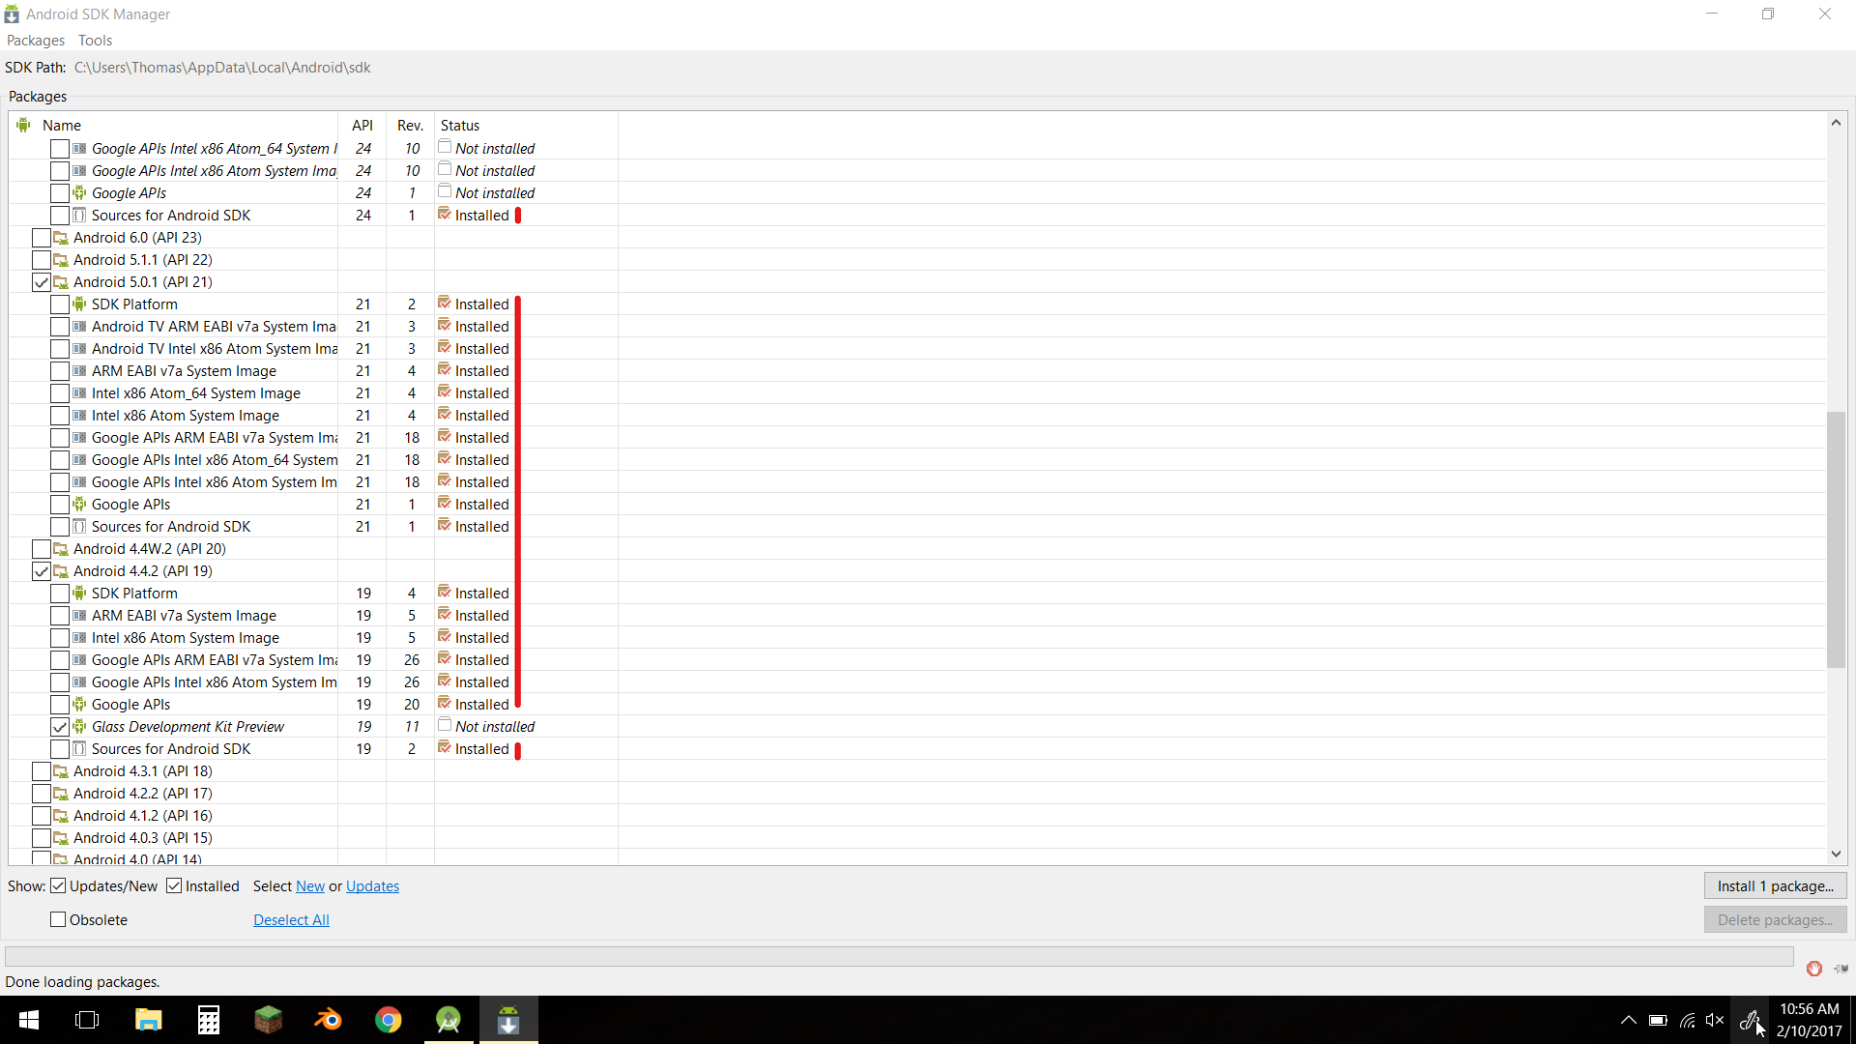 Android SDK Manager
Packages Tools
SDK Path: C:\Users\Thomas\AppData\Local\Android\sdk
Packages
Name API Rev. Status
Google APIs Intel x86 Atom_64 System I 24 10 Not installed
Google APIs Intel x86 Atom System Ima 24 10 Not installed
Google APIs 24 1 Not installed
Sources for Android SDK 24 1 Installed
Android 6.0 (API 23)
Android 5.1.1 (API 22)
Android 5.0.1 (API 21)
SDK Platform 21 2 Installed
Android TV ARM EABI v7a System Ima 21 3 Installed
Android TV Intel x86 Atom System Ima 21 3 Installed
ARM EABI v7a System Image 21 4 Installed
Intel x86 Atom_64 System Image 21 4 Installed
Intel x86 Atom System Image 21 4 Installed
Google APIs ARM EABI v7a System Ima 21 18 Installed
Google APIs Intel x86 Atom_64 System 21 18 Installed
Google APIs Intel x86 Atom System Im 21 18 Installed
Google APIs 21 1 Installed
Sources for Android SDK 21 1 Installed
Android 4.4W.2 (API 20)
Android 4.4.2 (API 19)
SDK Platform 19 4 Installed
ARM EABI v7a System Image 19 5 Installed
Intel x86 Atom System Image 19 5 Installed
Google APIs ARM EABI v7a System Ima 19 26 Installed
Google APIs Intel x86 Atom System Im 19 26 Installed
Google APIs 19 20 Installed
Glass Development Kit Preview 19 11 Not installed
Sources for Android SDK 19 2 Installed
Android 4.3.1 (API 18)
Android 4.2.2 (API 17)
Android 4.1.2 (API 16)
Android 4.0.3 (API 15)
Android 4.0 (API 14)
Show: Updates/New Installed Select New or Updates Install 1 package...
Obsolete Deselect All Delete packages...
Done loading packages.
10:56 AM
2/10/2017